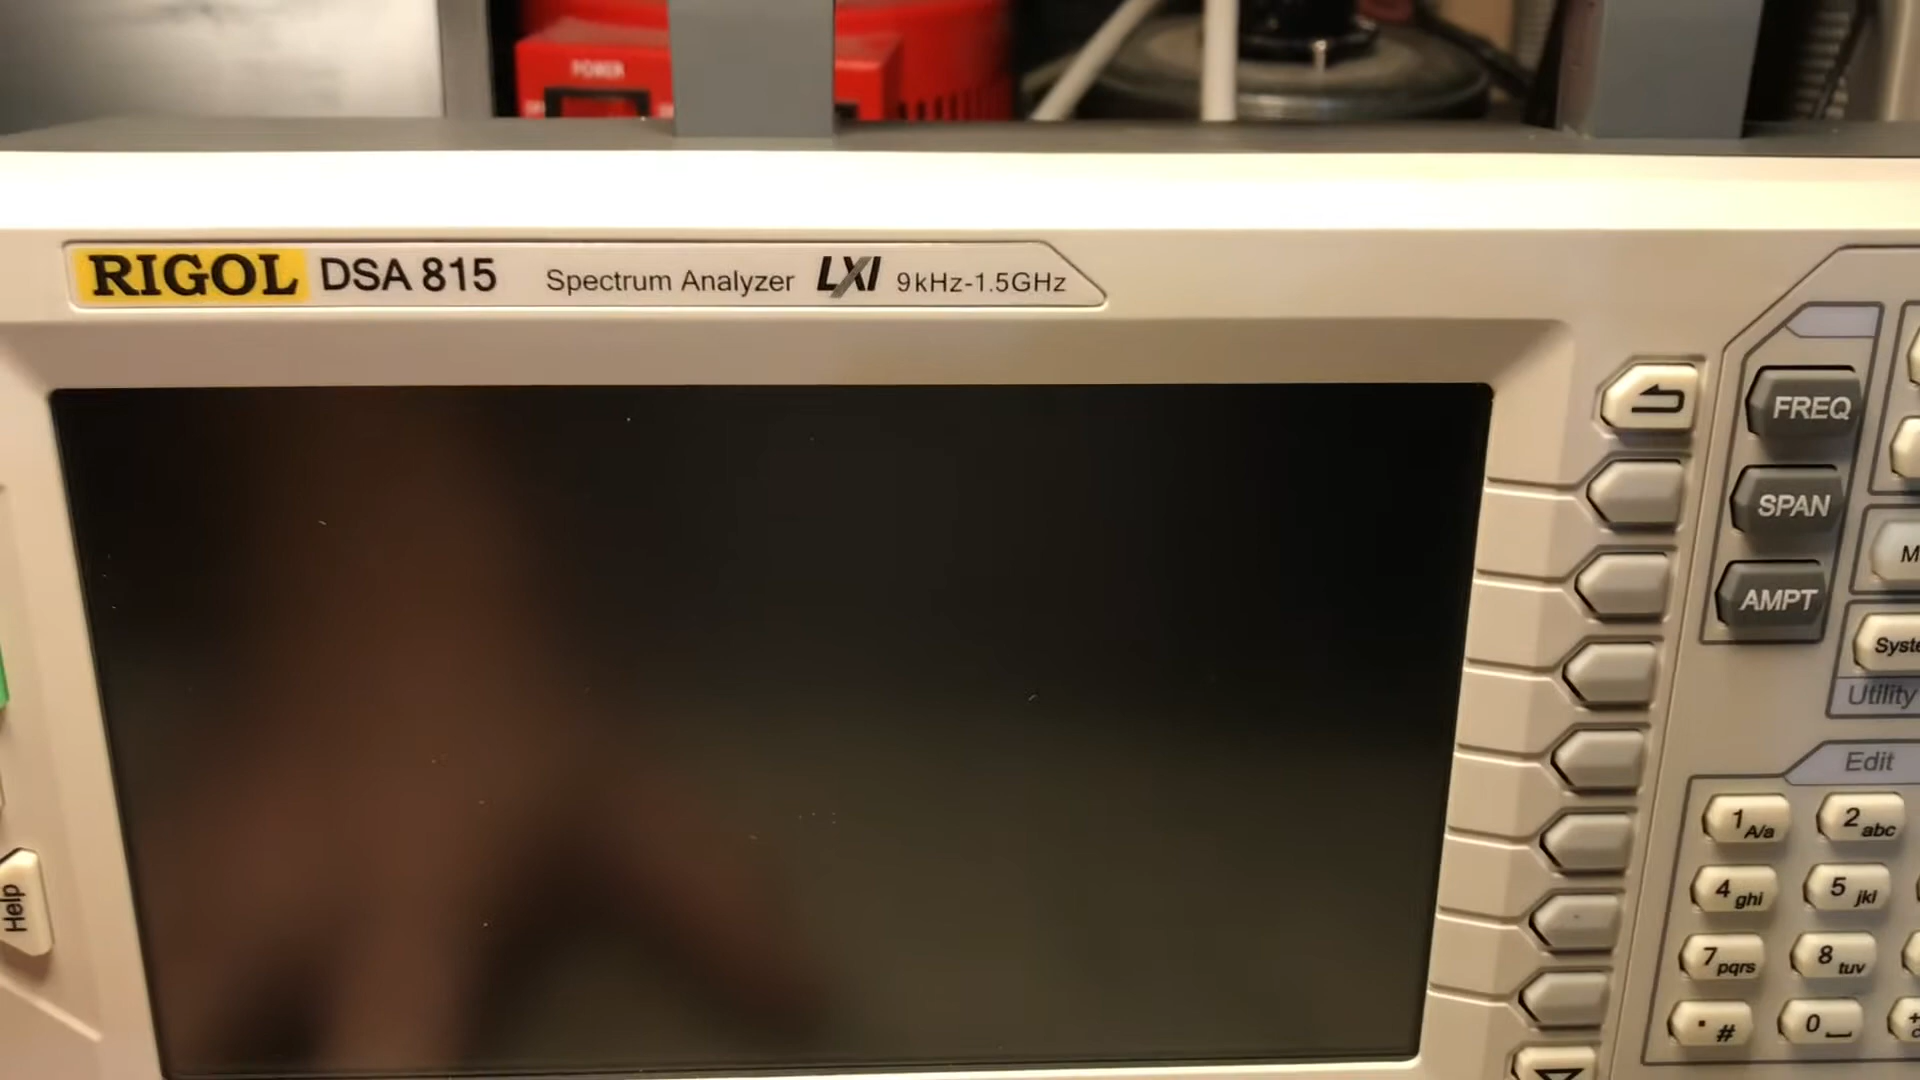 POWER
RIGOL DSA 815 Spectrum Analyzer LXI 9kHz-1.5GHz
FREQ
SPAN
AMPT
Utility
Edit
1 A/a 2 abc
4 ghi 5 jkl
7 pqrs 8 tuv
. # 0
Help